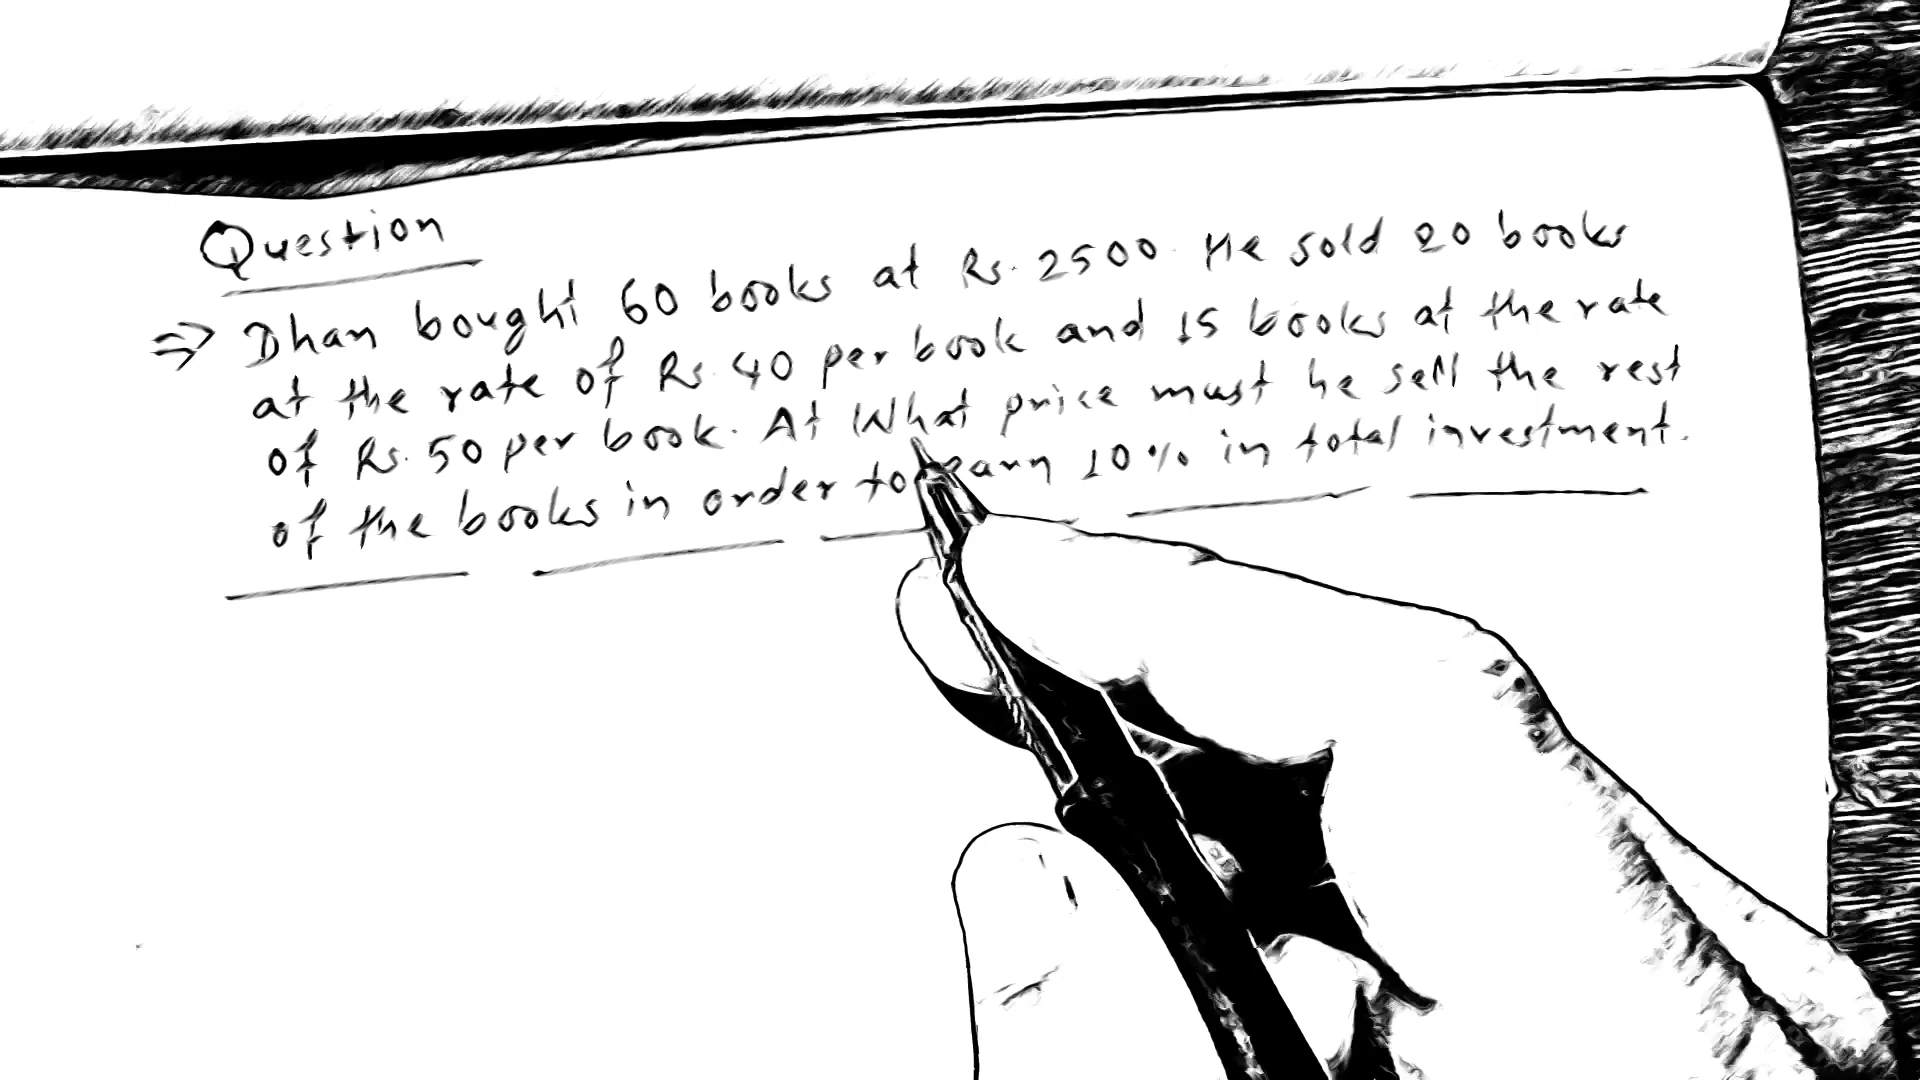 Question
⇒ Dhan bought 60 books at Rs. 2500. He sold 20 books
at the rate of Rs. 40 per book and 15 books at the rate
of Rs. 50 per book. At What price must he sell the rest
of the books in order to earn 10% in total investment.